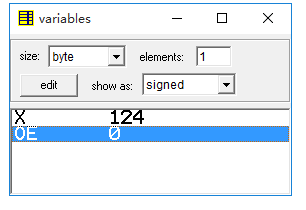 variables
size: byte elements: 1
edit show as: signed
X 124
OE 0